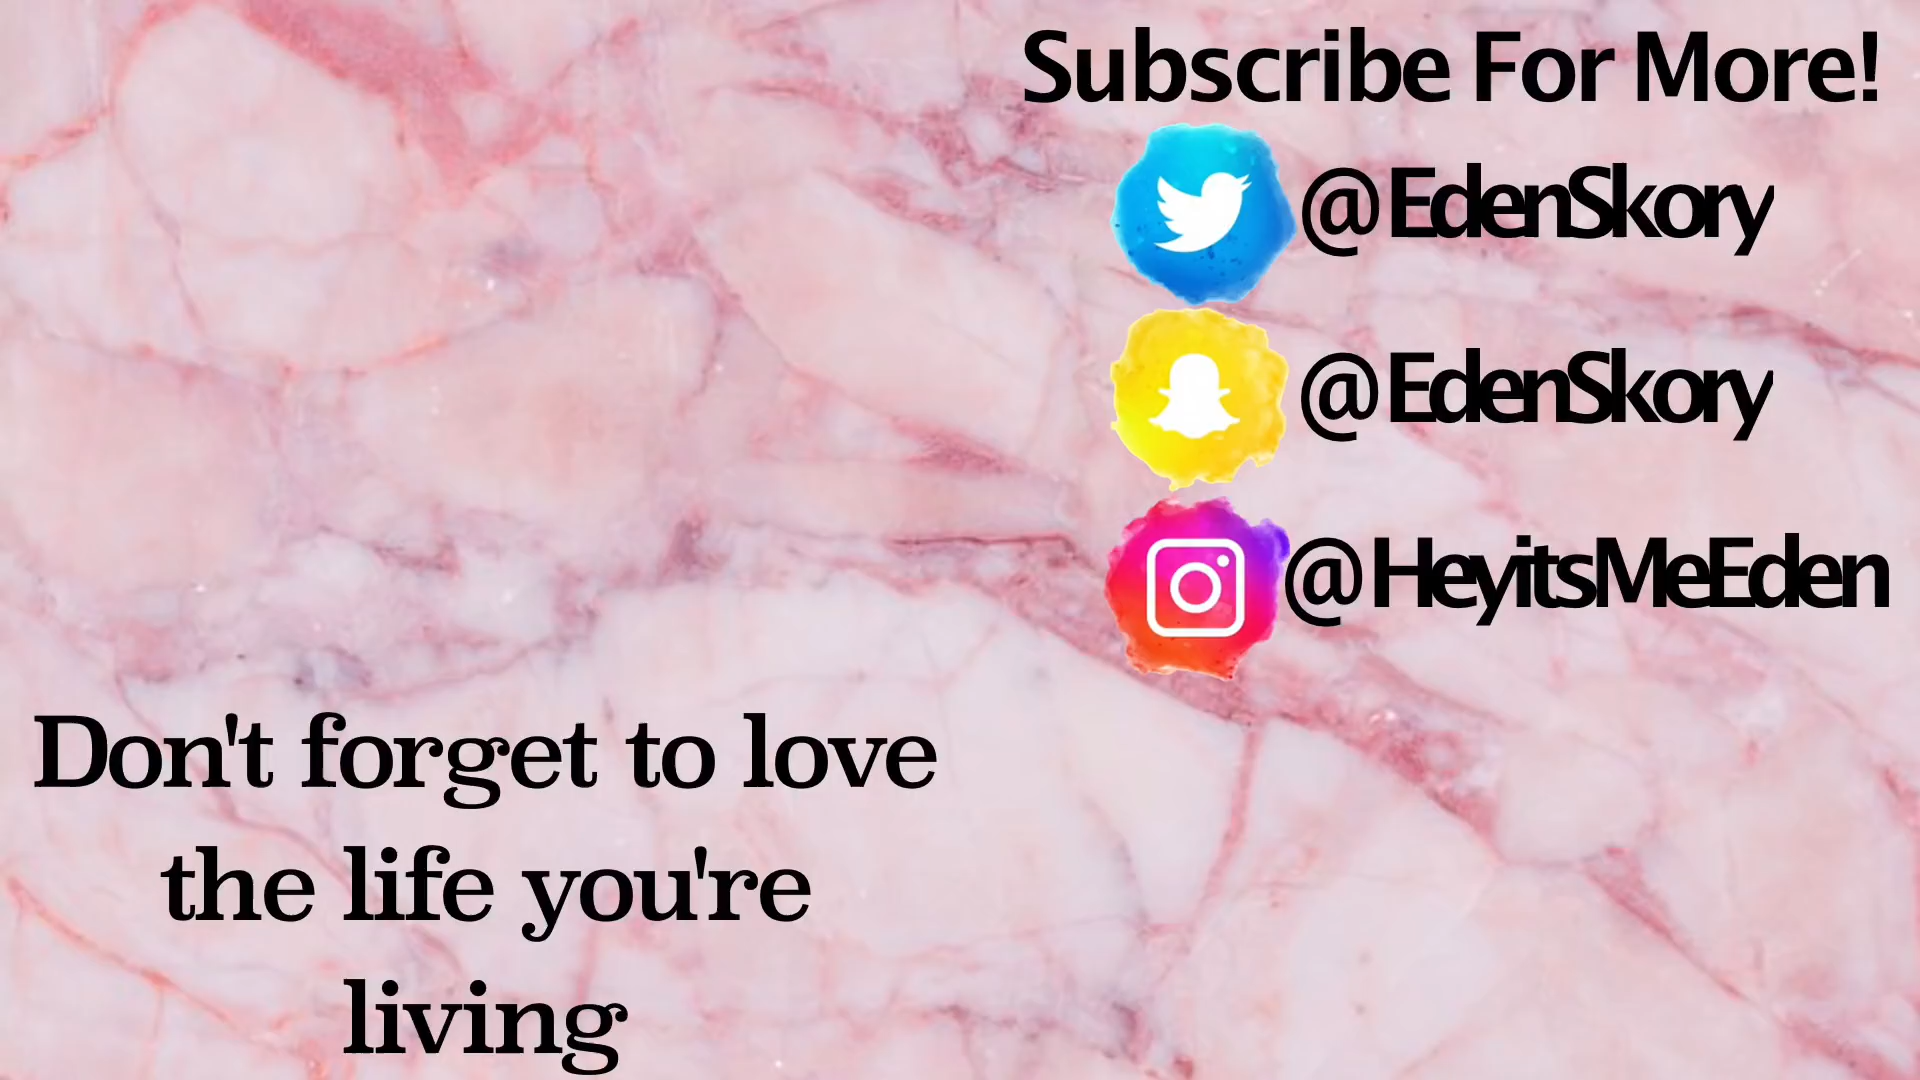 Subscribe For More!
@EdenSkory
@EdenSkory
@HeyitsMeEden
Don't forget to love
the life you're
living